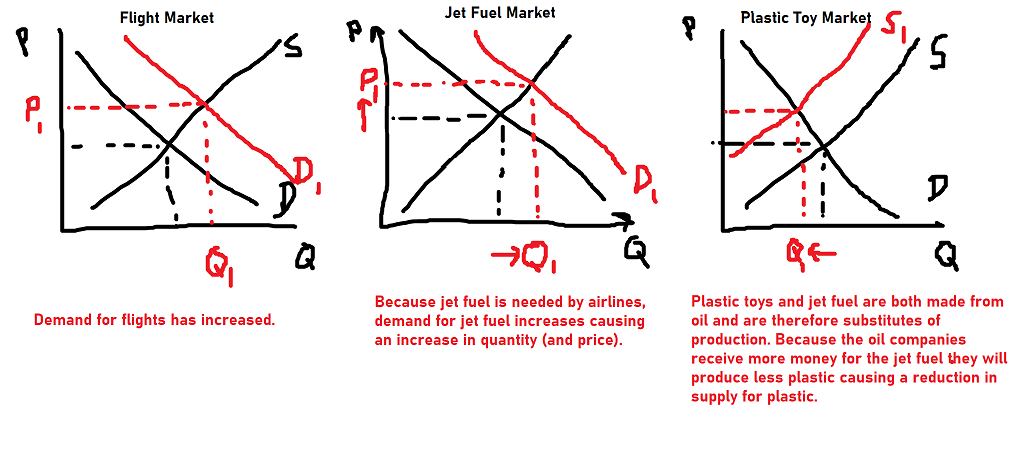 Flight Market
P
S
P1
D1
D
Q1
Q
Demand for flights has increased.
Jet Fuel Market
P
P1
D1
Q1
Q
Because jet fuel is needed by airlines,
demand for jet fuel increases causing
an increase in quantity (and price).
Plastic Toy Market
P
S1
S
D
Q1
Q
Plastic toys and jet fuel are both made from
oil and are therefore substitutes of
production. Because the oil companies
receive more money for the jet fuel they will
produce less plastic causing a reduction in
supply for plastic.